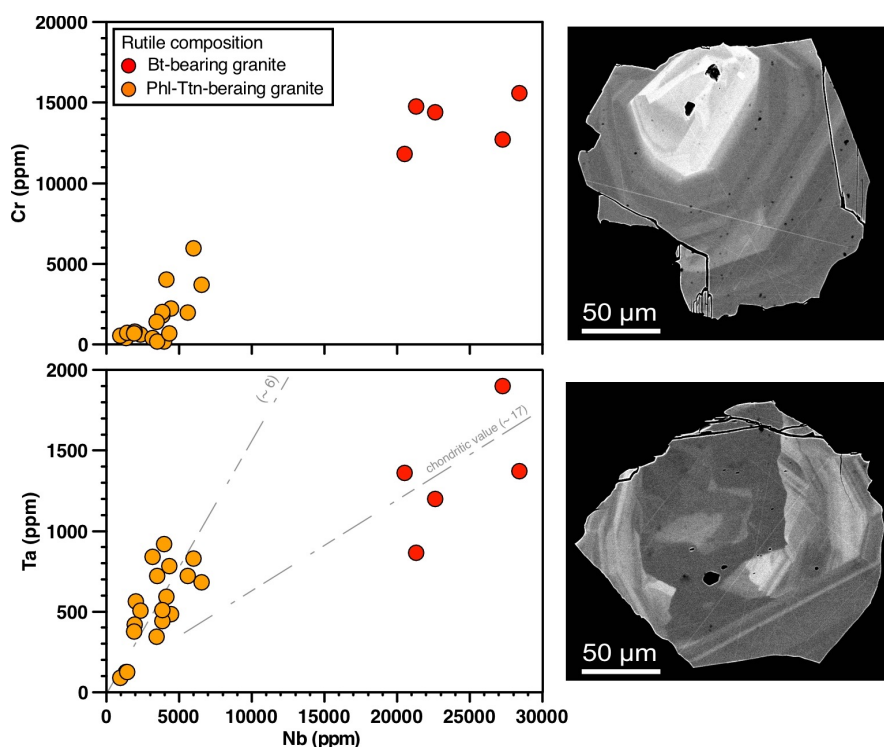 20000
15000
10000
5000
0
Cr (ppm)
Rutile composition
Bt-bearing granite
Phl-Ttn-beraing granite
50 µm
2000
1500
1000
500
0
Ta (ppm)
(~ 6)
chondritic value (~ 17)
0 5000 10000 15000 20000 25000 30000
Nb (ppm)
50 µm